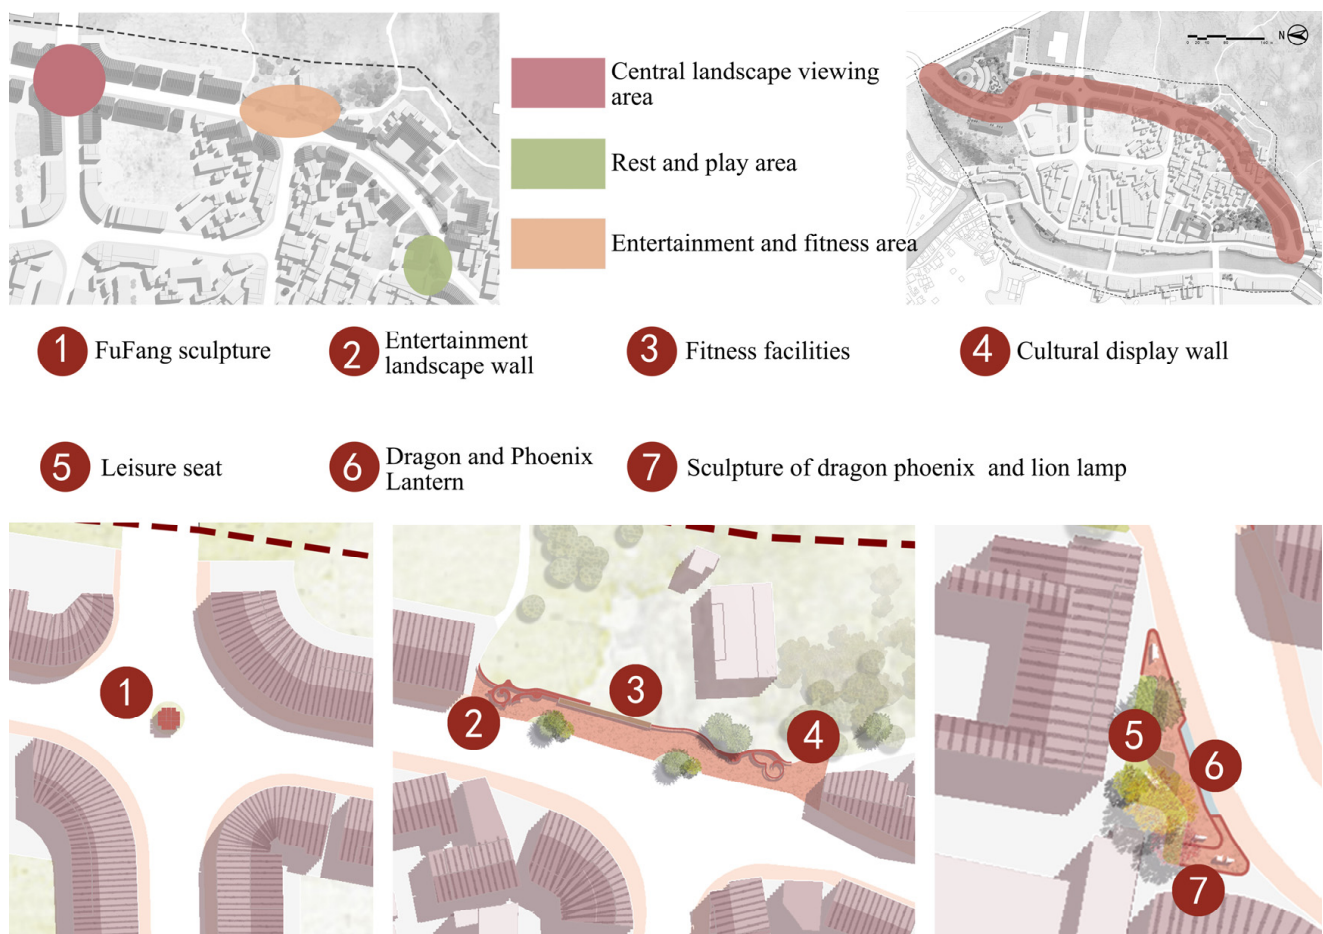 Central landscape viewing
area
Rest and play area
Entertainment and fitness area
N
1 FuFang sculpture
2 Entertainment
landscape wall
3 Fitness facilities
4 Cultural display wall
5 Leisure seat
6 Dragon and Phoenix
Lantern
7 Sculpture of dragon phoenix and lion lamp
1
2
3
4
5
6
7